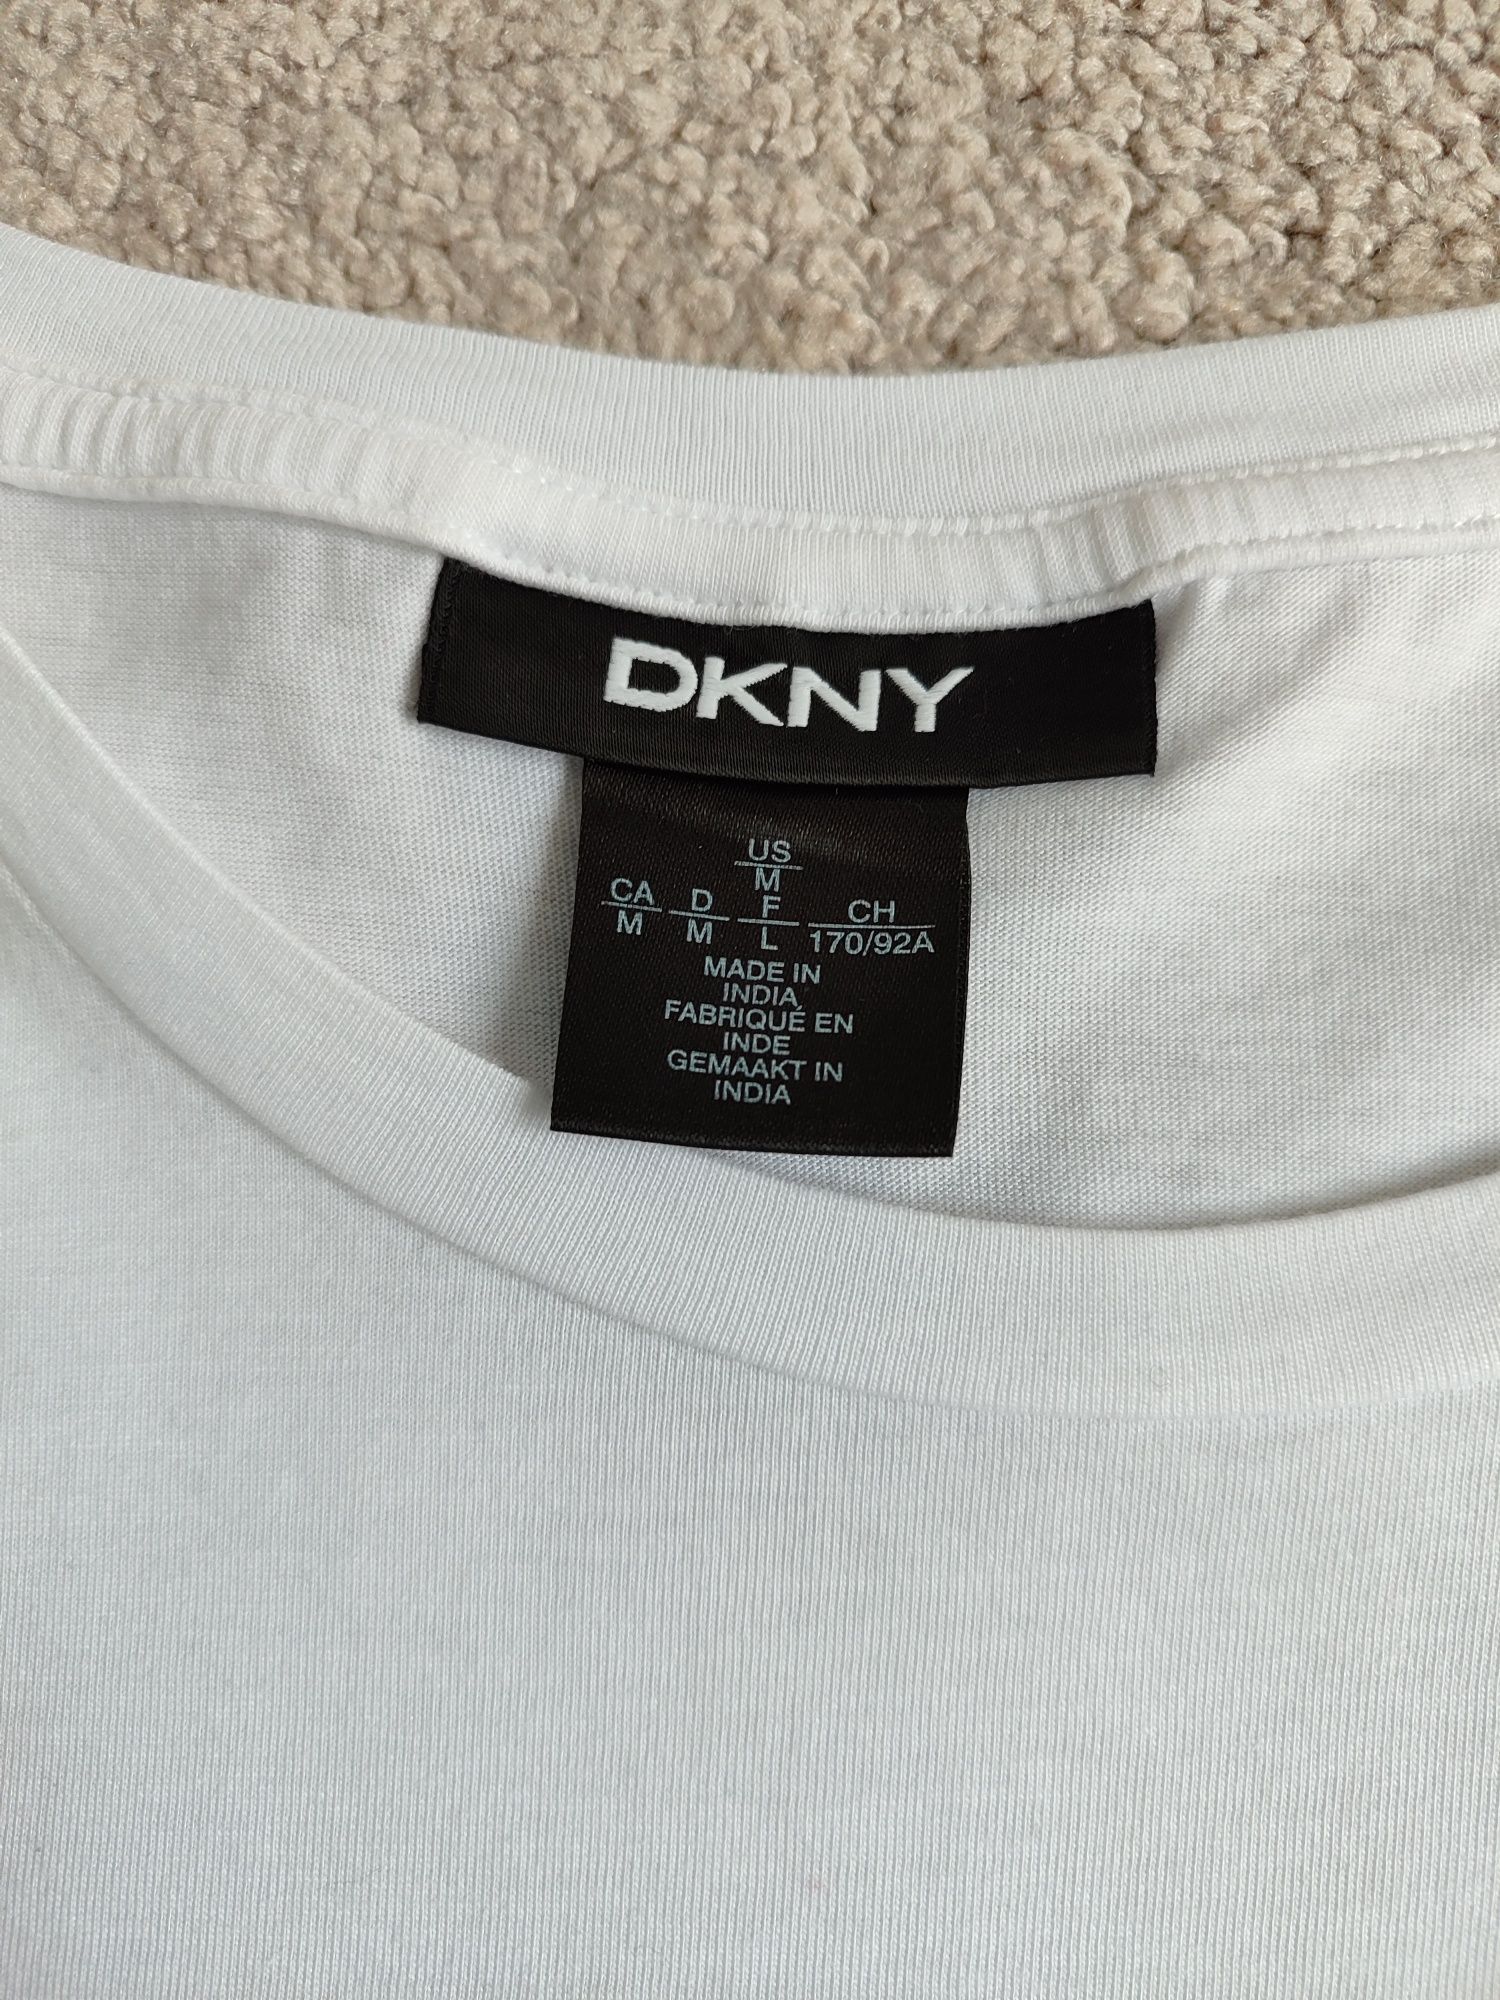 DKNY
US
M
CA D F CH
M M L 170/92A
MADE IN
INDIA
FABRIQUÉ EN
INDE
GEMAAKT IN
INDIA